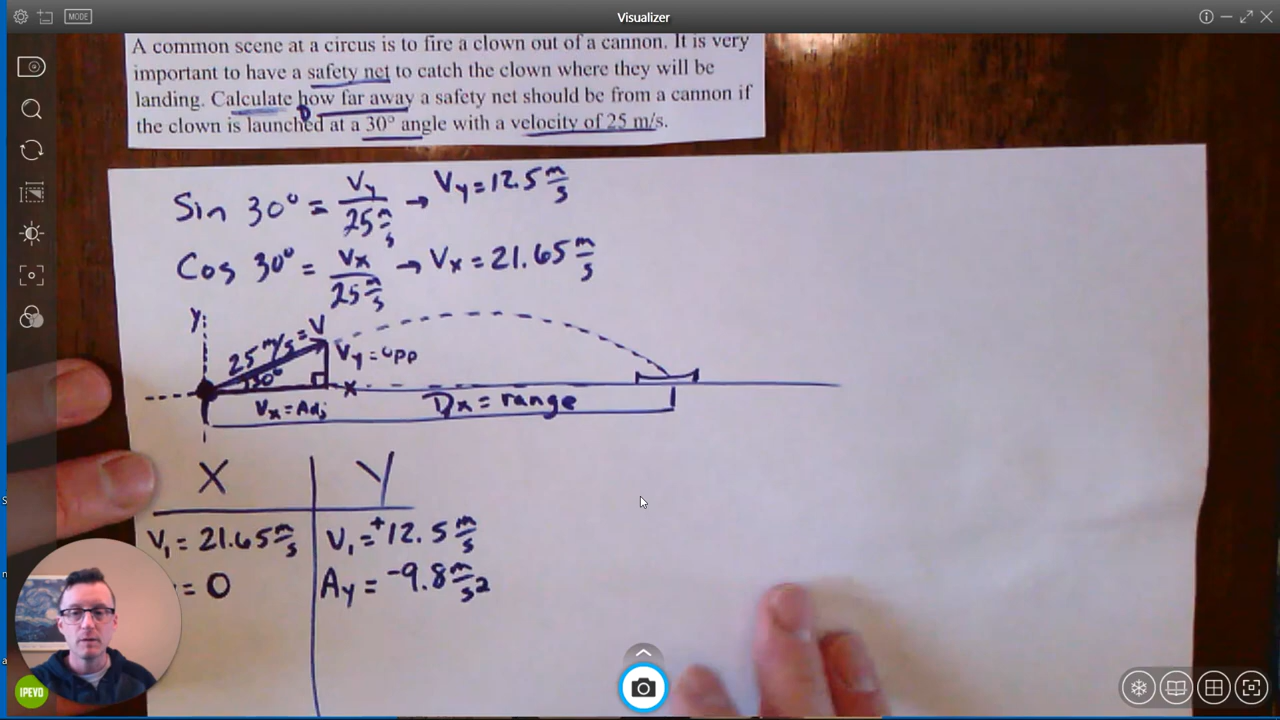 MODE
Visualizer
A common scene at a circus is to fire a clown out of a cannon. It is very
important to have a safety net to catch the clown where they will be
landing. Calculate how far away a safety net should be from a cannon if
the clown is launched at a 30° angle with a velocity of 25 m/s.
Sin 30° = Vy / 25 m/s → Vy = 12.5 m/s
Cos 30° = Vx / 25 m/s → Vx = 21.65 m/s
y
25 m/s = V
30°
Vy = opp
x
Vx = Adj
Dx = range
X Y
V₁ = 21.65 m/s V₁ = +12.5 m/s
= 0 Ay = -9.8 m/s2
IPEVO